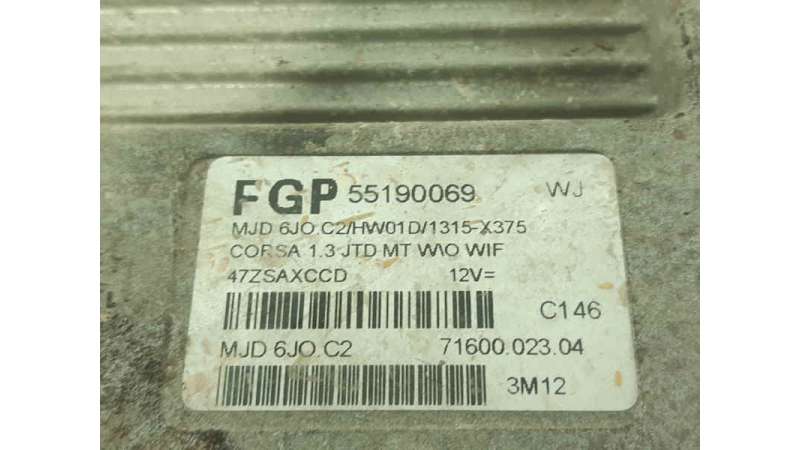 FGP 55190069 WJ
MJD 6JO.C2/HW01D/1315-X375
CORSA 1.3 JTD MT W\O WIF
47ZSAXCCD 12V=
C146
MJD 6JO.C2 71600.023.04
3M12